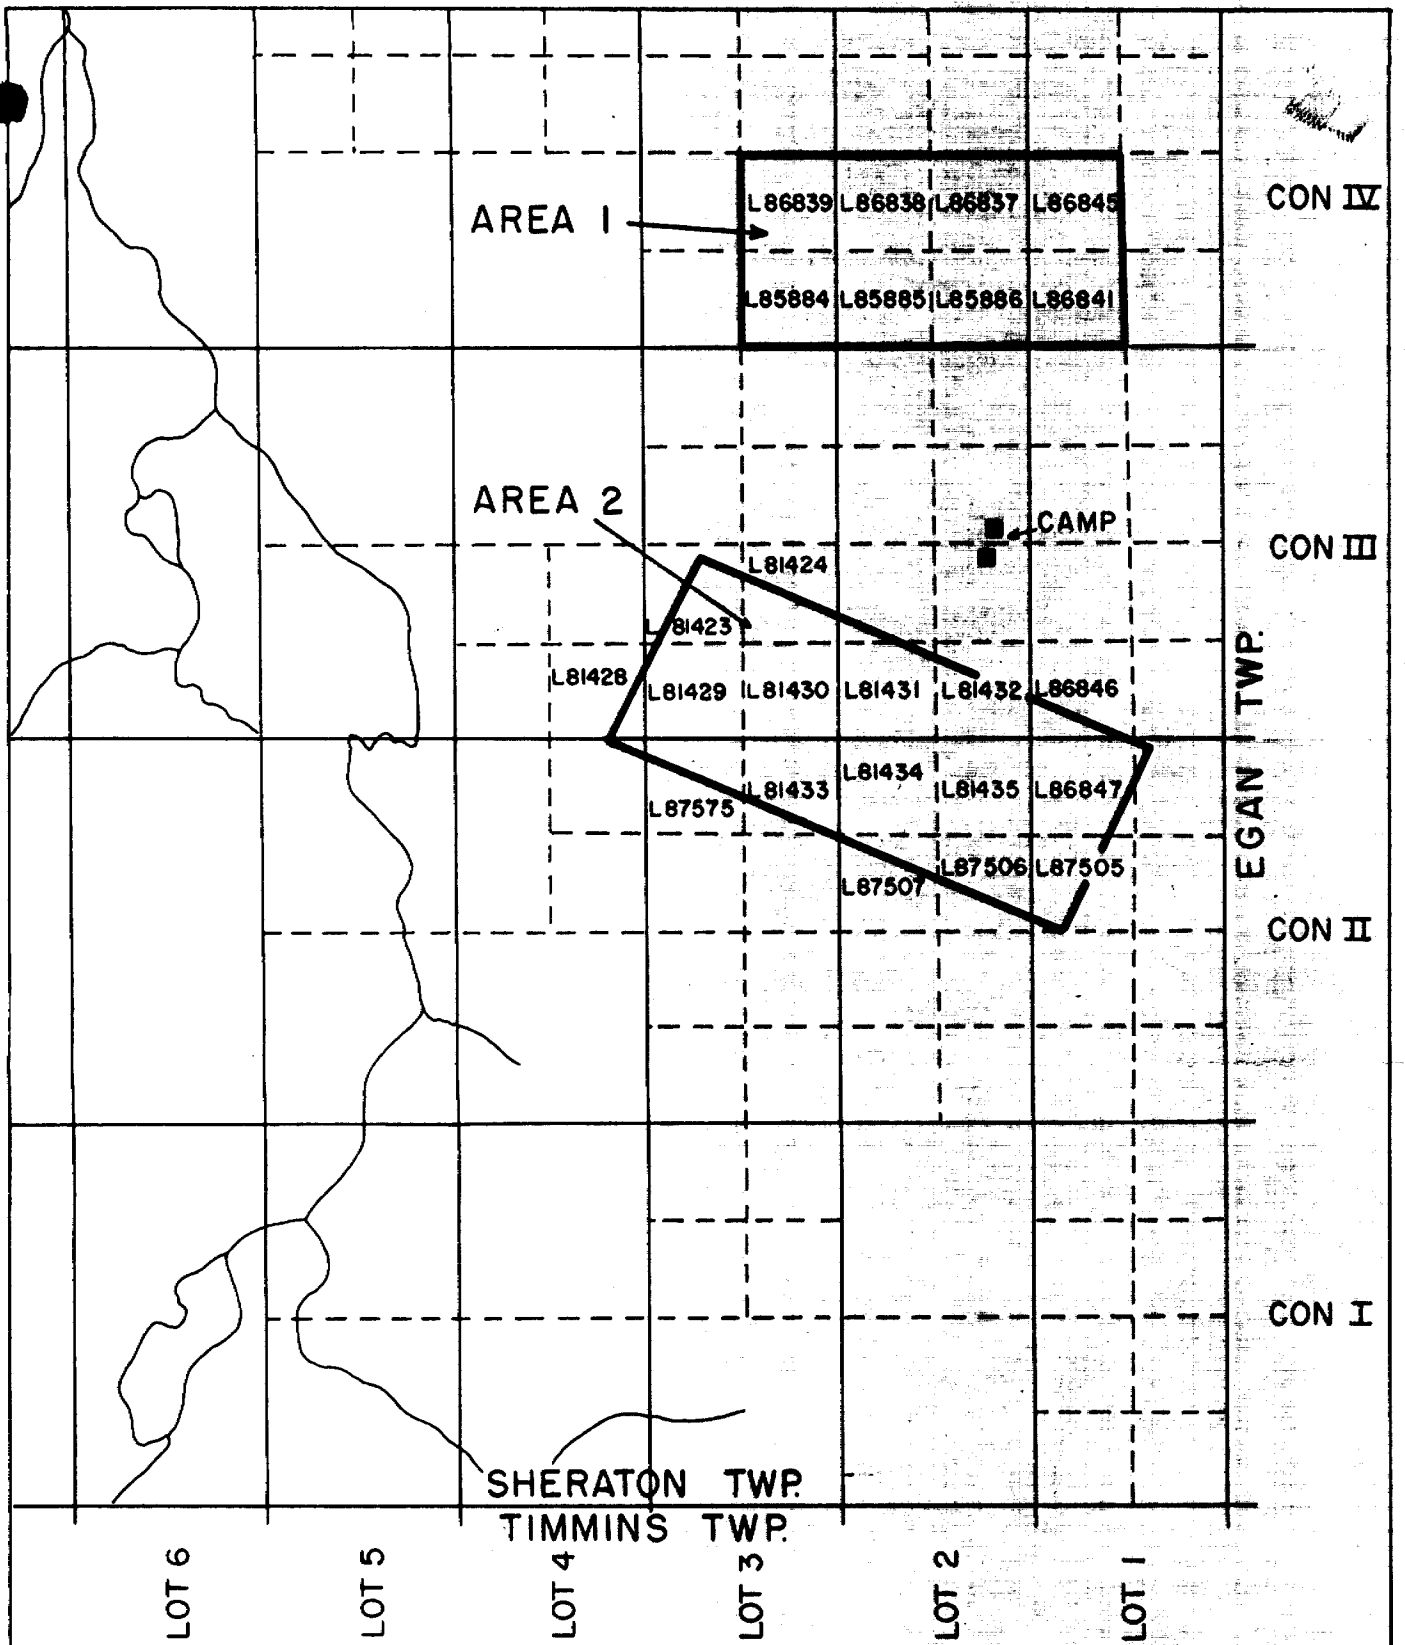 CON IV
L86839 L86838 L86837 L86845
AREA 1
L85884 L85885 L85886 L86841
AREA 2
CAMP
CON III
L81424
L81423
L81428 L81429 L81430 L81431 L81432 L86846
EGAN TWP.
L81434
L87575 L81433 L81435 L86847
L87507 L87506 L87505
CON II
CON I
SHERATON TWP.
TIMMINS TWP.
LOT 6 LOT 5 LOT 4 LOT 3 LOT 2 LOT 1